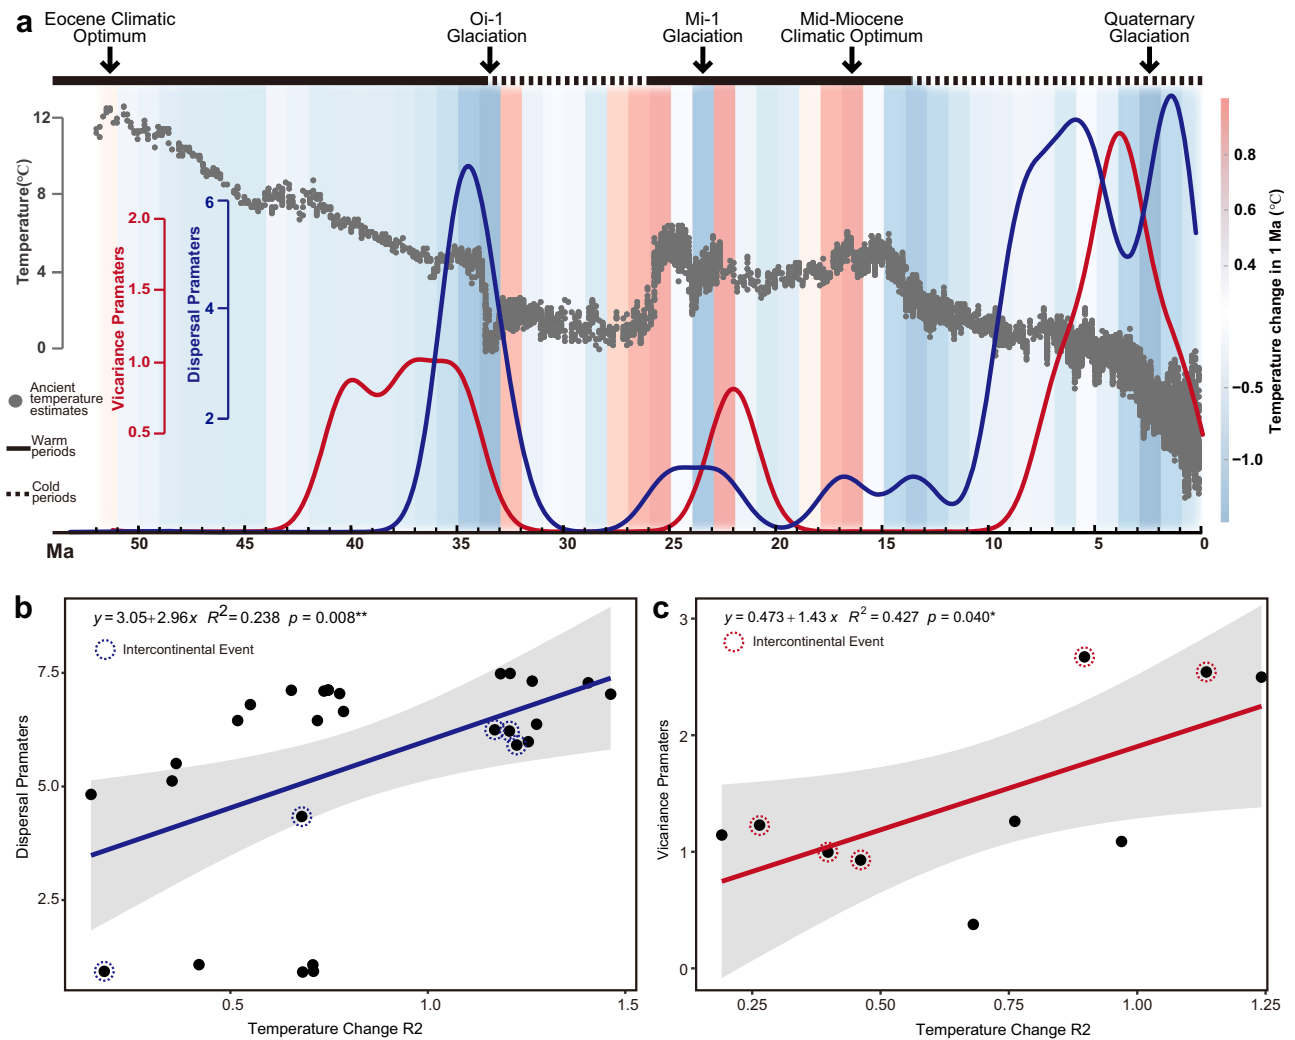 a
Eocene Climatic
Optimum
Oi-1
Glaciation
Mi-1
Glaciation
Mid-Miocene
Climatic Optimum
Quaternary
Glaciation
Temperature(℃)
12
8
4
0
Vicariance Pramaters
2.0
1.5
1.0
0.5
Dispersal Pramaters
6
4
2
Ancient
temperature
estimates
Warm
periods
Cold
periods
0.8
0.6
0.4
−0.5
−1.0
Temperature change in 1 Ma (℃)
Ma
50
45
40
35
30
25
20
15
10
5
0
b
y = 3.05+2.96x R2 = 0.238 p = 0.008**
Intercontinental Event
Dispersal Pramaters
7.5
5.0
2.5
0.5
1.0
1.5
Temperature Change R2
c
y = 0.473 + 1.43 x R2 = 0.427 p = 0.040*
Intercontinental Event
Vicariance Pramaters
3
2
1
0
0.25
0.50
0.75
1.00
1.25
Temperature Change R2